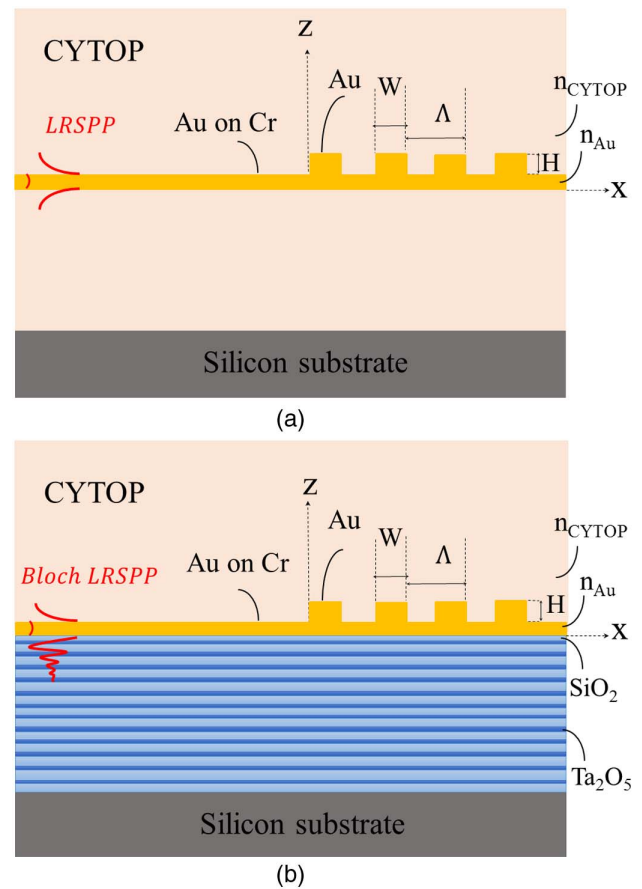 CYTOP
Z
Au
W
Λ
n_CYTOP
LRSPP
Au on Cr
n_Au
H
X
Silicon substrate
(a)
CYTOP
Z
Au
W
Λ
n_CYTOP
Bloch LRSPP
Au on Cr
H
n_Au
X
SiO₂
Ta₂O₅
Silicon substrate
(b)